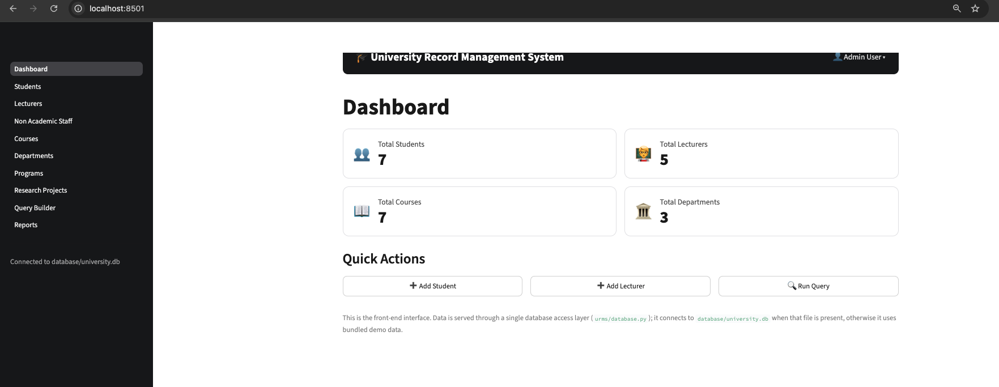 localhost:8501
Dashboard
Students
Lecturers
Non Academic Staff
Courses
Departments
Programs
Research Projects
Query Builder
Reports
Connected to database/university.db
University Record Management System
Admin User
Dashboard
Total Students
7
Total Lecturers
5
Total Courses
7
Total Departments
3
Quick Actions
Add Student
Add Lecturer
Run Query
This is the front-end interface. Data is served through a single database access layer ( urms/database.py ); it connects to database/university.db when that file is present, otherwise it uses
bundled demo data.